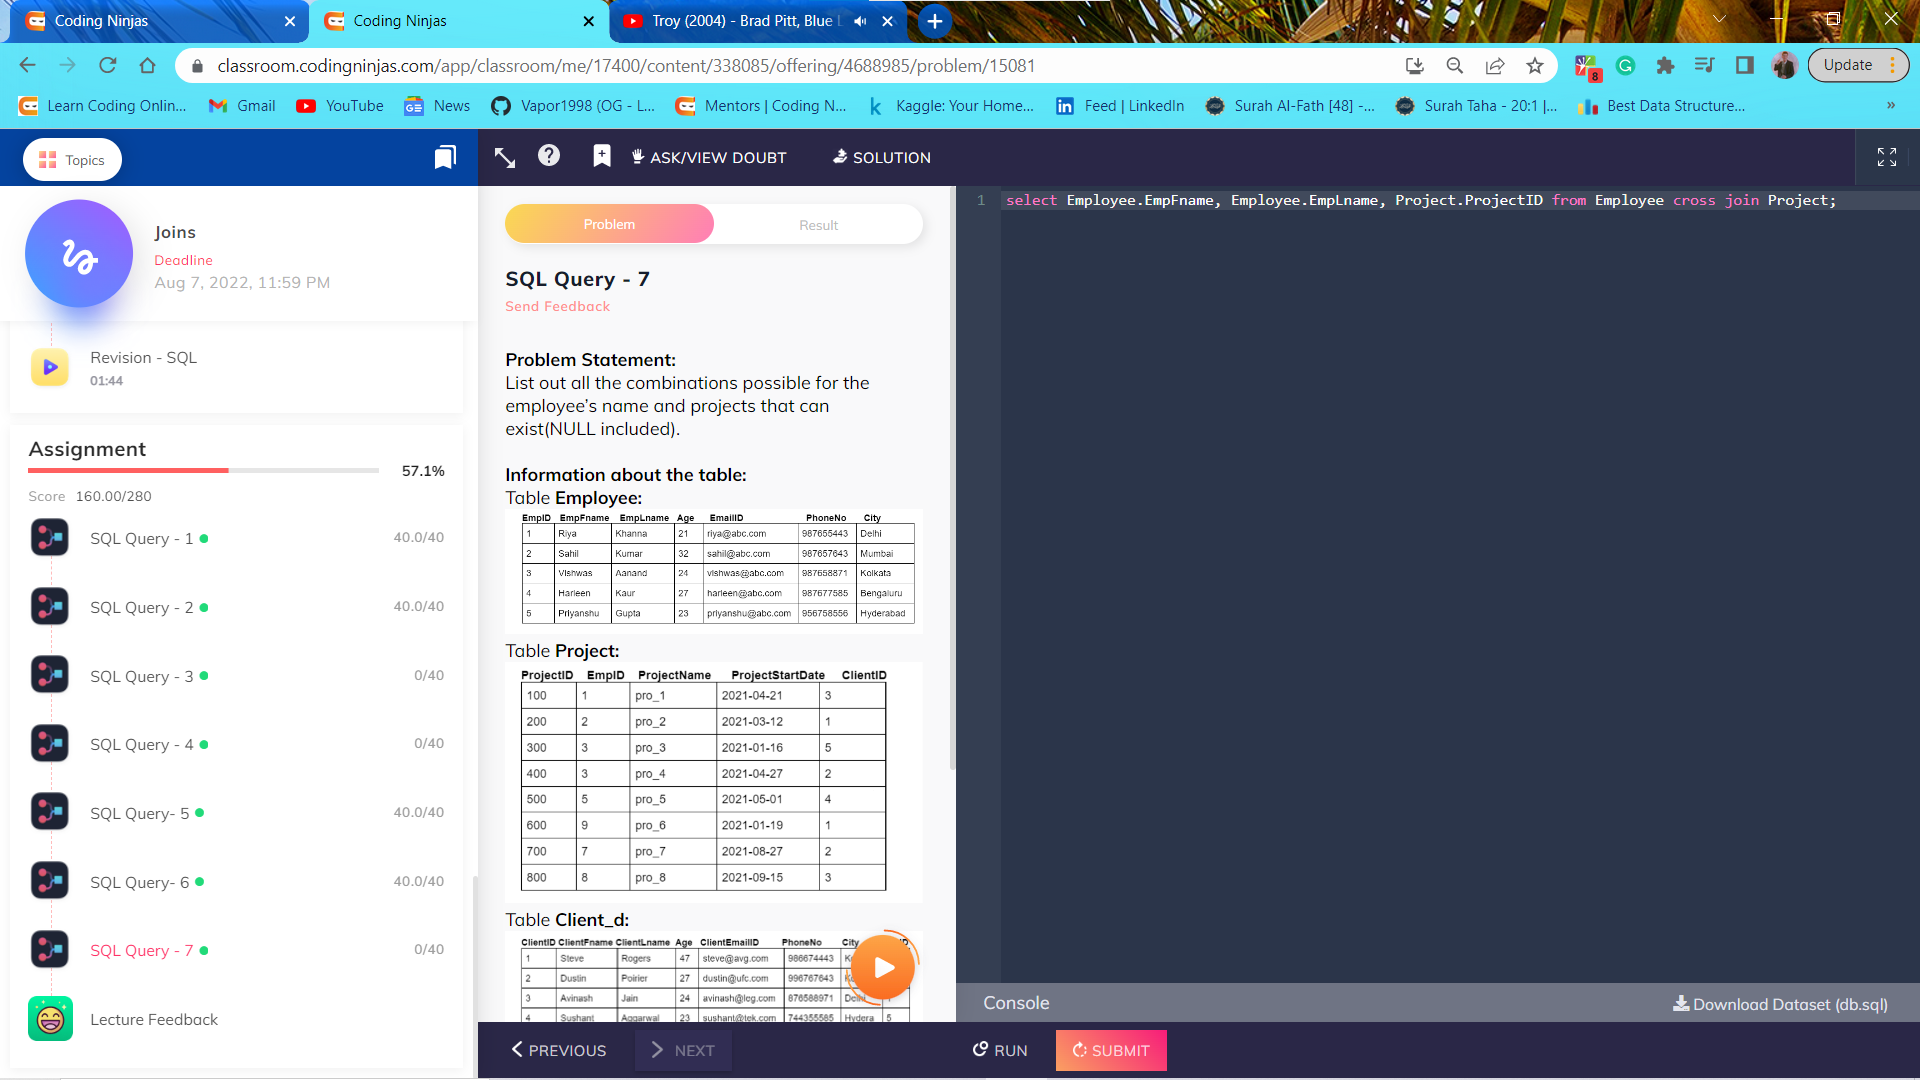 Coding Ninjas
Coding Ninjas
Troy (2004) - Brad Pitt, Blue
classroom.codingninjas.com/app/classroom/me/17400/content/338085/offering/4688985/problem/15081
8
Update
Learn Coding Onlin...
Gmail
YouTube
News
Vapor1998 (OG - L...
Mentors | Coding N...
Kaggle: Your Home...
Feed | LinkedIn
Surah Al-Fath [48] -...
Surah Taha - 20:1 |...
Best Data Structure...
»
Topics
ASK/VIEW DOUBT
SOLUTION
Joins
Deadline
Aug 7, 2022, 11:59 PM
Revision - SQL
01:44
Assignment
57.1%
Score 160.00/280
SQL Query - 1 40.0/40
SQL Query - 2 40.0/40
SQL Query - 3 0/40
SQL Query - 4 0/40
SQL Query- 5 40.0/40
SQL Query- 6 40.0/40
SQL Query - 7 0/40
Lecture Feedback
Problem
Result
SQL Query - 7
Send Feedback
Problem Statement:
List out all the combinations possible for the
employee’s name and projects that can
exist(NULL included).
Information about the table:
Table Employee:
EmpID EmpFname EmpLname Age EmailID PhoneNo City
1 Riya Khanna 21 riya@abc.com 987655443 Delhi
2 Sahil Kumar 32 sahil@abc.com 987657643 Mumbai
3 Vishwas Aanand 24 vishwas@abc.com 987658871 Kolkata
4 Harleen Kaur 27 harleen@abc.com 987677585 Bengaluru
5 Priyanshu Gupta 23 priyanshu@abc.com 956758556 Hyderabad
Table Project:
ProjectID EmpID ProjectName ProjectStartDate ClientID
100 1 pro_1 2021-04-21 3
200 2 pro_2 2021-03-12 1
300 3 pro_3 2021-01-16 5
400 3 pro_4 2021-04-27 2
500 5 pro_5 2021-05-01 4
600 9 pro_6 2021-01-19 1
700 7 pro_7 2021-08-27 2
800 8 pro_8 2021-09-15 3
Table Client_d:
ClientID ClientFname ClientLname Age ClientEmailID PhoneNo City
1 Steve Rogers 47 steve@avg.com 986674443
2 Dustin Poirier 27 dustin@ufc.com 996767643
3 Avinash Jain 24 avinash@lcg.com 876588971
4 Sushant Aggarwal 23 sushant@tek.com 744355585 Hydera 5
PREVIOUS
NEXT
1 select Employee.EmpFname, Employee.EmpLname, Project.ProjectID from Employee cross join Project;
Console
Download Dataset (db.sql)
RUN
SUBMIT